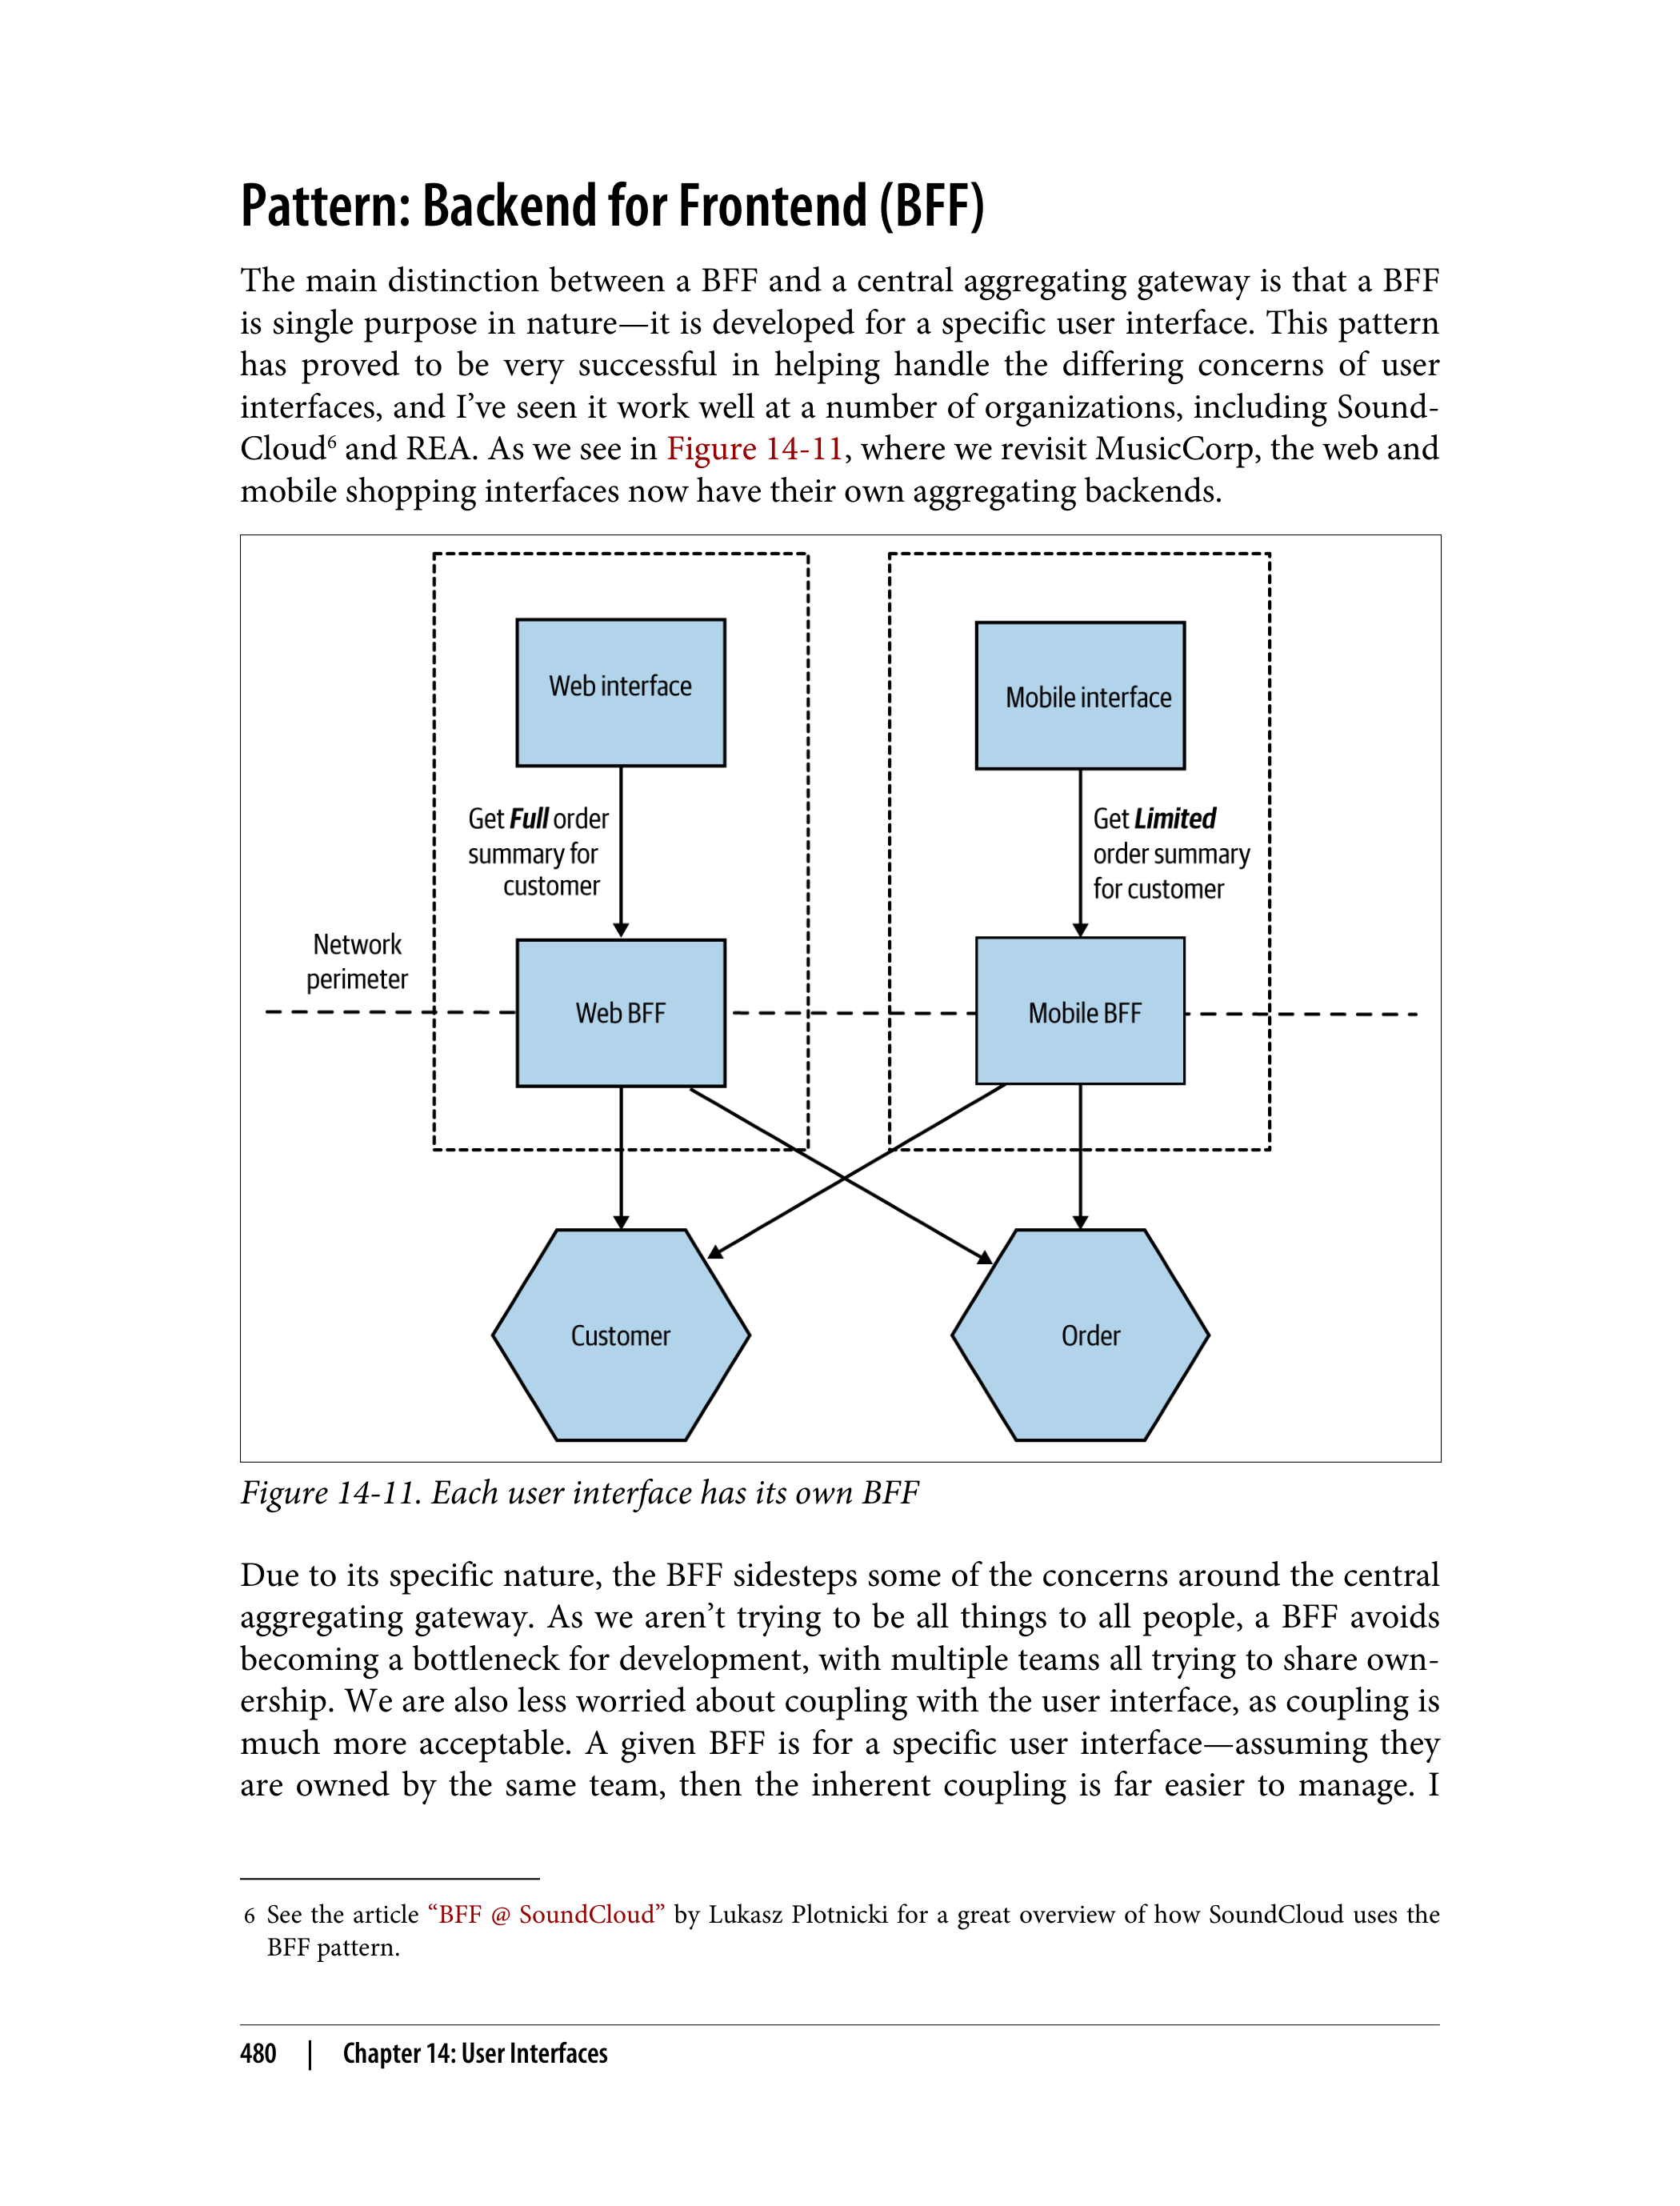 Pattern: Backend for Frontend (BFF)
The main distinction between a BFF and a central aggregating gateway is that a BFF
is single purpose in nature—it is developed for a specific user interface. This pattern
has proved to be very successful in helping handle the differing concerns of user
interfaces, and I’ve seen it work well at a number of organizations, including Sound-
Cloud⁶ and REA. As we see in Figure 14-11, where we revisit MusicCorp, the web and
mobile shopping interfaces now have their own aggregating backends.
Web interface
Mobile interface
Get Full order
summary for
customer
Get Limited
order summary
for customer
Network
perimeter
Web BFF
Mobile BFF
Customer
Order
Figure 14-11. Each user interface has its own BFF
Due to its specific nature, the BFF sidesteps some of the concerns around the central
aggregating gateway. As we aren’t trying to be all things to all people, a BFF avoids
becoming a bottleneck for development, with multiple teams all trying to share own-
ership. We are also less worried about coupling with the user interface, as coupling is
much more acceptable. A given BFF is for a specific user interface—assuming they
are owned by the same team, then the inherent coupling is far easier to manage. I
6 See the article “BFF @ SoundCloud” by Lukasz Plotnicki for a great overview of how SoundCloud uses the
BFF pattern.
480 | Chapter 14: User Interfaces